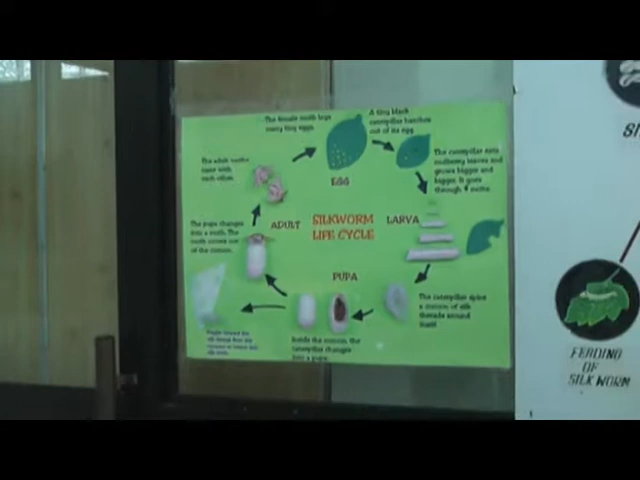 The female moth lays
many tiny eggs.
A tiny black
caterpillar hatches
out of its egg
The caterpillar eats
mulberry leaves and
grows bigger and
bigger. It goes
through 4 molts.
EGG
LARVA
SILKWORM
LIFE CYCLE
ADULT
PUPA
The adult moths
mate with
each other.
The pupa changes
into a moth. The
moth comes out
of the cocoon.
The caterpillar spins
a cocoon of silk
threads around
itself
Inside the cocoon, the
caterpillar changes
into a pupa.
FEEDING
OF
SILK WORM